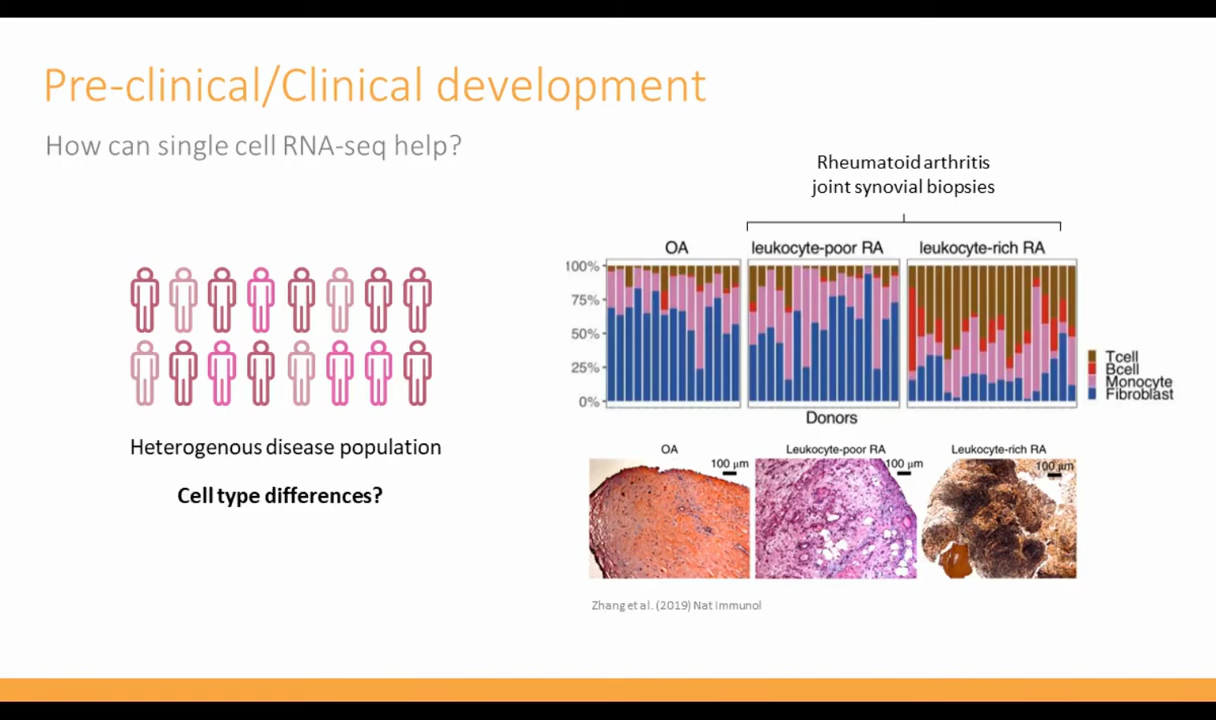 Pre-clinical/Clinical development
How can single cell RNA-seq help?
Rheumatoid arthritis
joint synovial biopsies
OA
leukocyte-poor RA
leukocyte-rich RA
100%
75%
50%
25%
0%
Tcell
Bcell
Monocyte
Fibroblast
Donors
Heterogenous disease population
Cell type differences?
OA
Leukocyte-poor RA
Leukocyte-rich RA
100 μm
100 μm
100 μm
Zhang et al. (2019) Nat Immunol